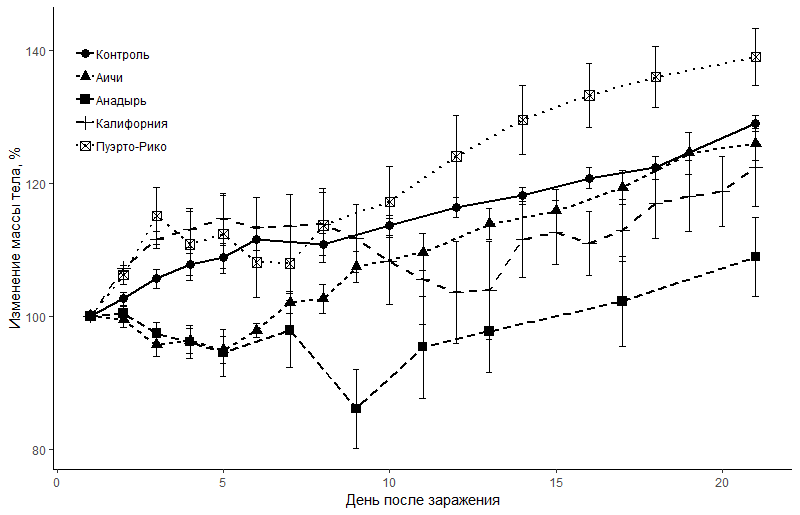 Изменение массы тела, %
140
120
100
80
Контроль
Аичи
Анадырь
Калифорния
Пуэрто-Рико
0 5 10 15 20
День после заражения